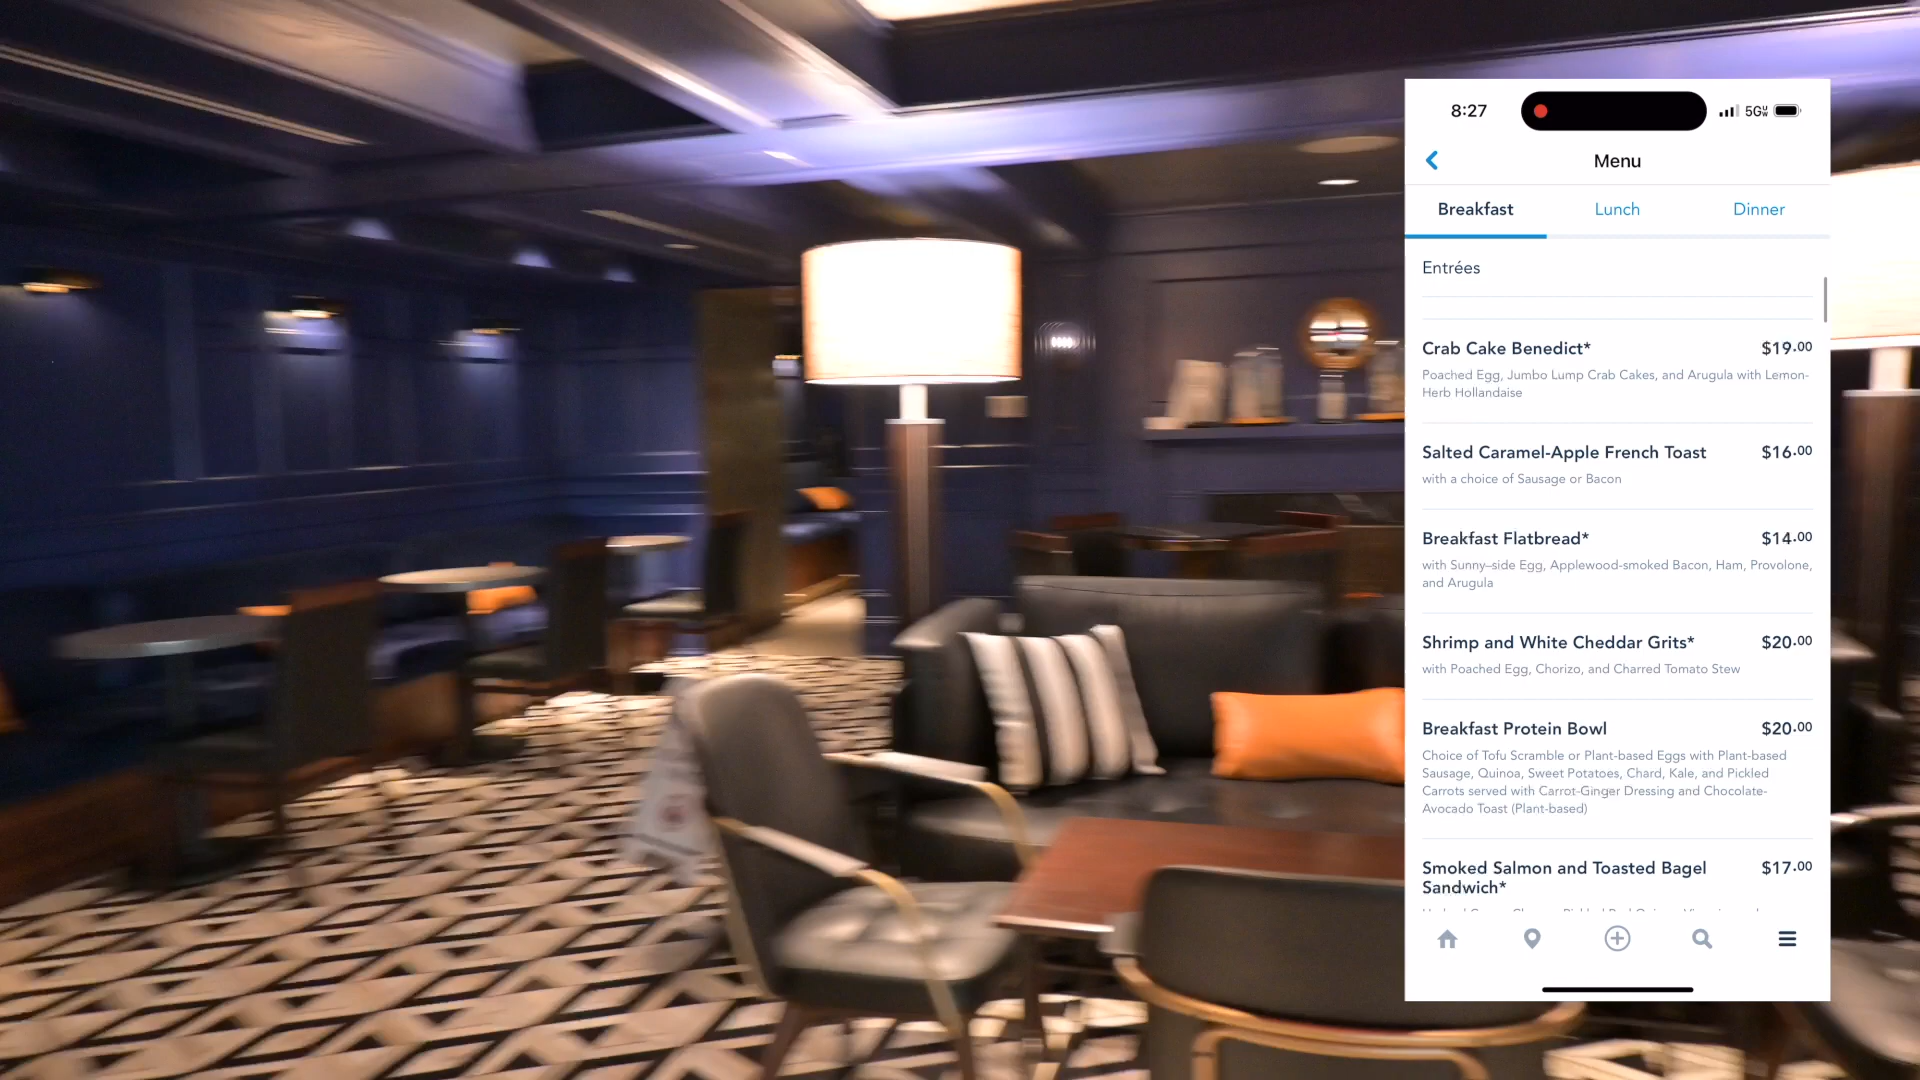 8:27
5G
Menu
Breakfast Lunch Dinner
Entrées
Crab Cake Benedict* $19.00
Poached Egg, Jumbo Lump Crab Cakes, and Arugula with Lemon-
Herb Hollandaise
Salted Caramel-Apple French Toast $16.00
with a choice of Sausage or Bacon
Breakfast Flatbread* $14.00
with Sunny–side Egg, Applewood-smoked Bacon, Ham, Provolone,
and Arugula
Shrimp and White Cheddar Grits* $20.00
with Poached Egg, Chorizo, and Charred Tomato Stew
Breakfast Protein Bowl $20.00
Choice of Tofu Scramble or Plant-based Eggs with Plant-based
Sausage, Quinoa, Sweet Potatoes, Chard, Kale, and Pickled
Carrots served with Carrot-Ginger Dressing and Chocolate-
Avocado Toast (Plant-based)
Smoked Salmon and Toasted Bagel $17.00
Sandwich*